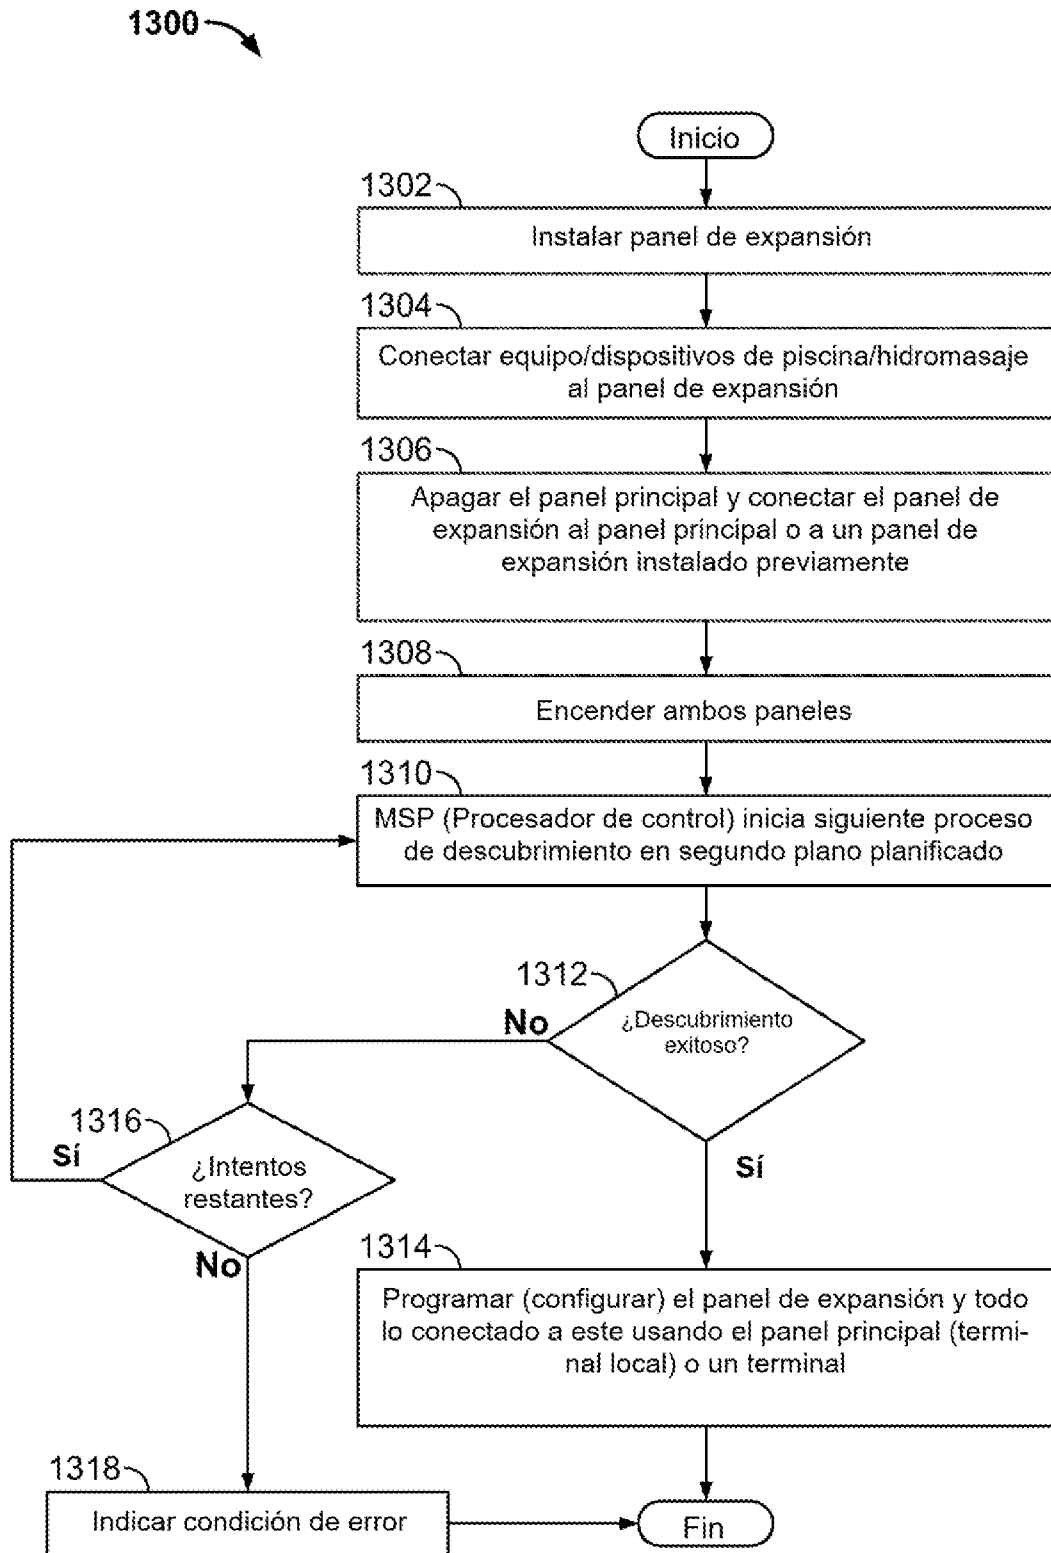 1300
Inicio
1302
Instalar panel de expansión
1304
Conectar equipo/dispositivos de piscina/hidromasaje
al panel de expansión
1306
Apagar el panel principal y conectar el panel de
expansión al panel principal o a un panel de
expansión instalado previamente
1308
Encender ambos paneles
1310
MSP (Procesador de control) inicia siguiente proceso
de descubrimiento en segundo plano planificado
1312
No
¿Descubrimiento
exitoso?
1316
Sí
¿Intentos
restantes?
Sí
No
1314
Programar (configurar) el panel de expansión y todo
lo conectado a este usando el panel principal (termi-
nal local) o un terminal
1318
Indicar condición de error
Fin